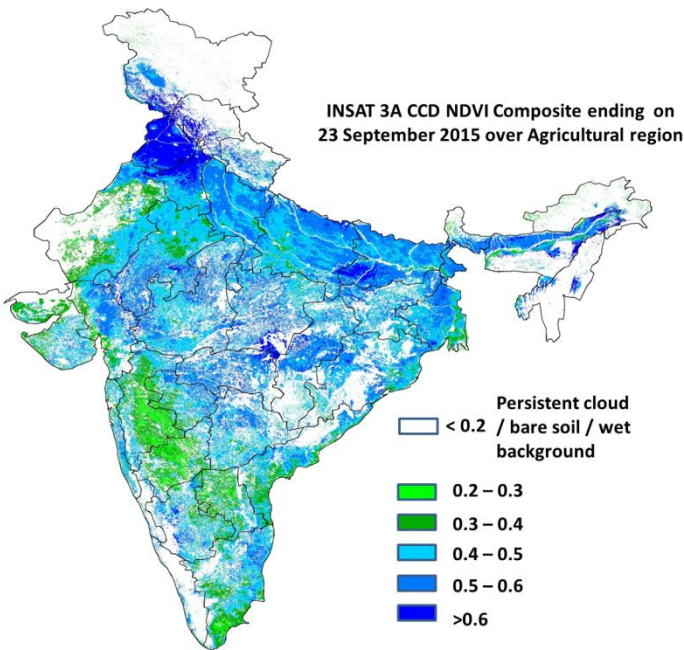 INSAT 3A CCD NDVI Composite ending on
23 September 2015 over Agricultural region
Persistent cloud
< 0.2 / bare soil / wet
background
0.2 – 0.3
0.3 – 0.4
0.4 – 0.5
0.5 – 0.6
>0.6